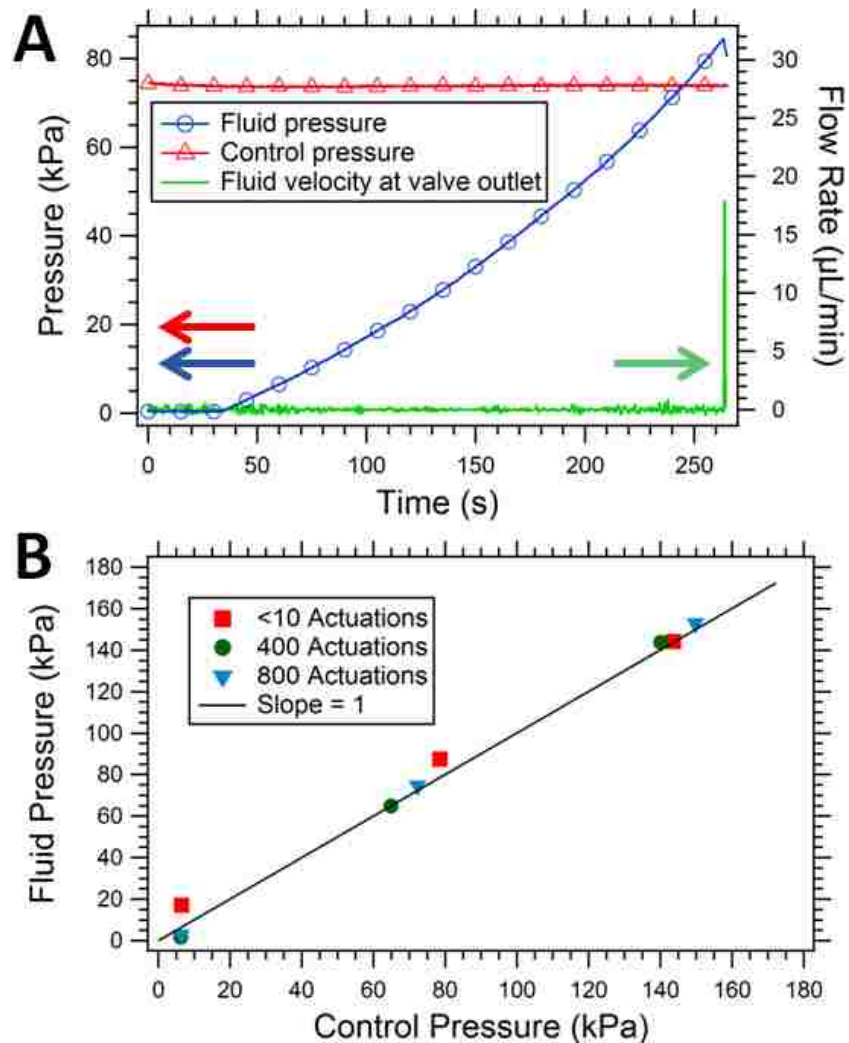 A
80
60
40
20
0
Pressure (kPa)
Fluid pressure
Control pressure
Fluid velocity at valve outlet
30
25
20
15
10
5
0
Flow Rate (µL/min)
0
50
100
150
200
250
Time (s)
B
180
160
140
120
100
80
60
40
20
0
Fluid Pressure (kPa)
<10 Actuations
400 Actuations
800 Actuations
Slope = 1
0
20
40
60
80
100
120
140
160
180
Control Pressure (kPa)